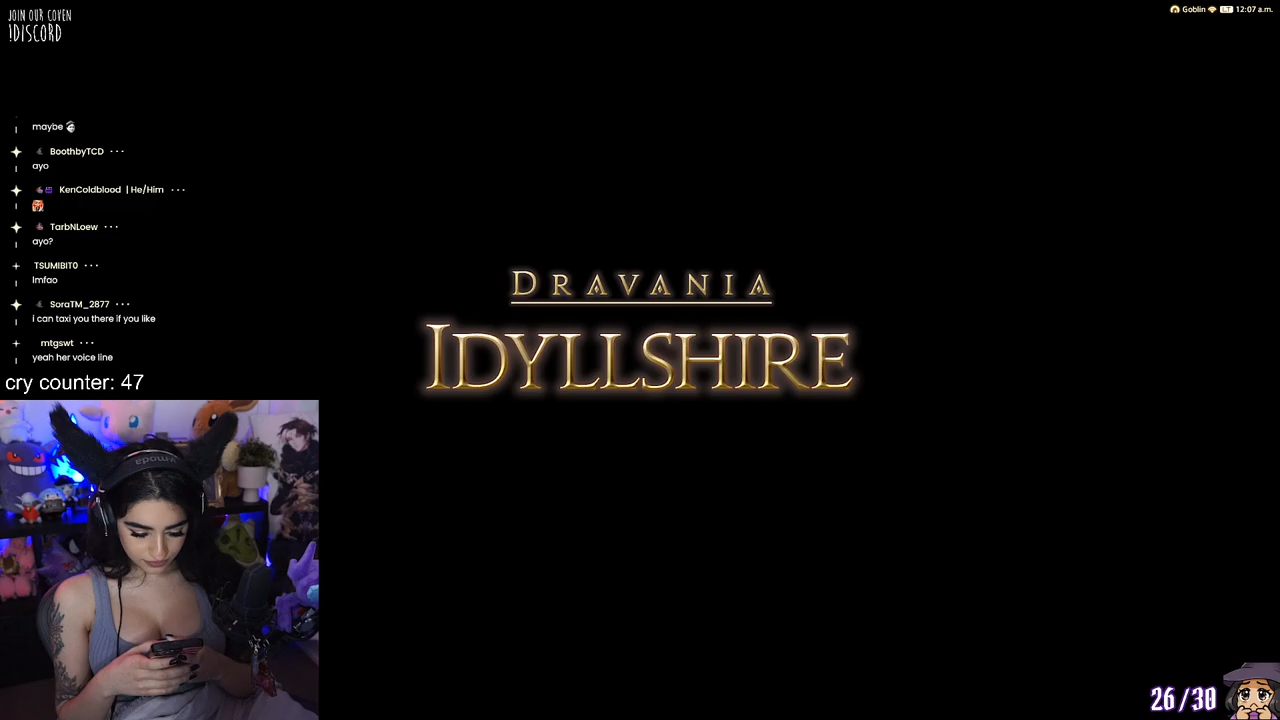 JOIN OUR COVEN
!DISCORD
Goblin LT 12:07 a.m.
maybe
BoothbyTCD
ayo
KenColdblood | He/Him
TarbNLoew
ayo?
TSUMIBIT0
lmfao
SoraTM_2877
i can taxi you there if you like
mtgswt
yeah her voice line
cry counter: 47
DRAVANIA
IDYLLSHIRE
26/30